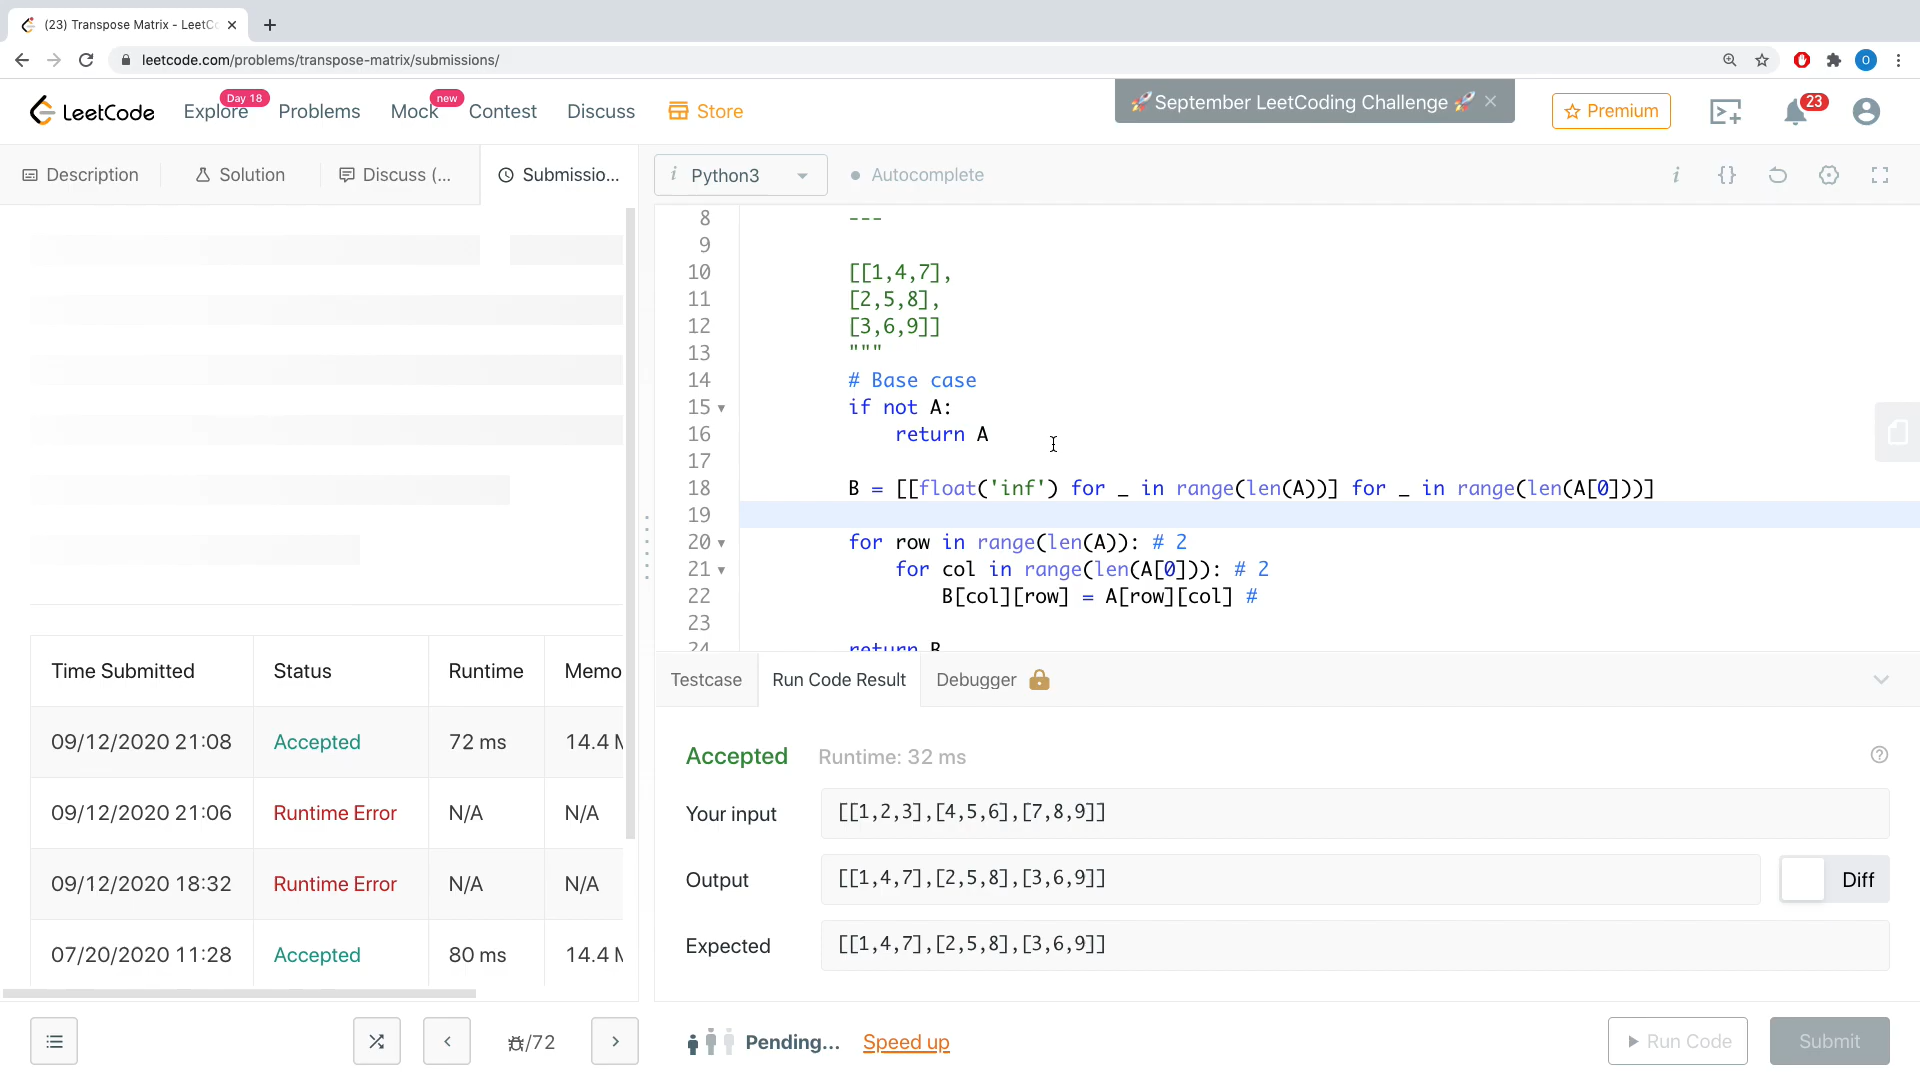 (23) Transpose Matrix - LeetC
leetcode.com/problems/transpose-matrix/submissions/
O
LeetCode
Explore
Day 18
Problems
Mock
new
Contest
Discuss
Store
🚀September LeetCoding Challenge 🚀
Premium
23
Description
Solution
Discuss (...
Submissio...
i Python3
Autocomplete
i
{}
8 ---
9
10 [[1,4,7],
11 [2,5,8],
12 [3,6,9]]
13 """
14 # Base case
15 if not A:
16 return A
17
18 B = [[float('inf') for _ in range(len(A))] for _ in range(len(A[0]))]
19
20 for row in range(len(A)): # 2
21 for col in range(len(A[0])): # 2
22 B[col][row] = A[row][col] #
23
24 return B
Time Submitted Status Runtime Memo
09/12/2020 21:08 Accepted 72 ms 14.4 M
09/12/2020 21:06 Runtime Error N/A N/A
09/12/2020 18:32 Runtime Error N/A N/A
07/20/2020 11:28 Accepted 80 ms 14.4 M
Testcase
Run Code Result
Debugger
Accepted Runtime: 32 ms
Your input [[1,2,3],[4,5,6],[7,8,9]]
Output [[1,4,7],[2,5,8],[3,6,9]]
Diff
Expected [[1,4,7],[2,5,8],[3,6,9]]
/72
Pending...
Speed up
Run Code
Submit